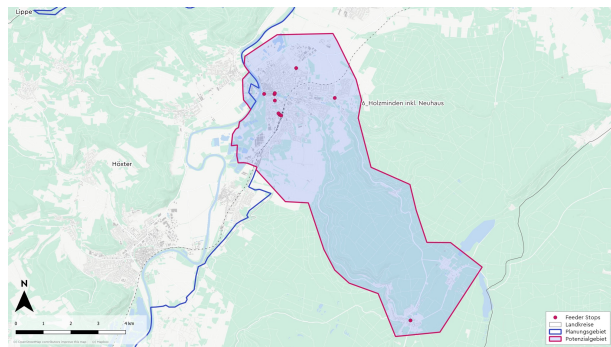 Lippe
6_Holzminden inkl. Neuhaus
Höxter
N
0 1 2 3 4 km
Feeder Stops
Landkreise
Planungsgebiet
Potenzialgebiet